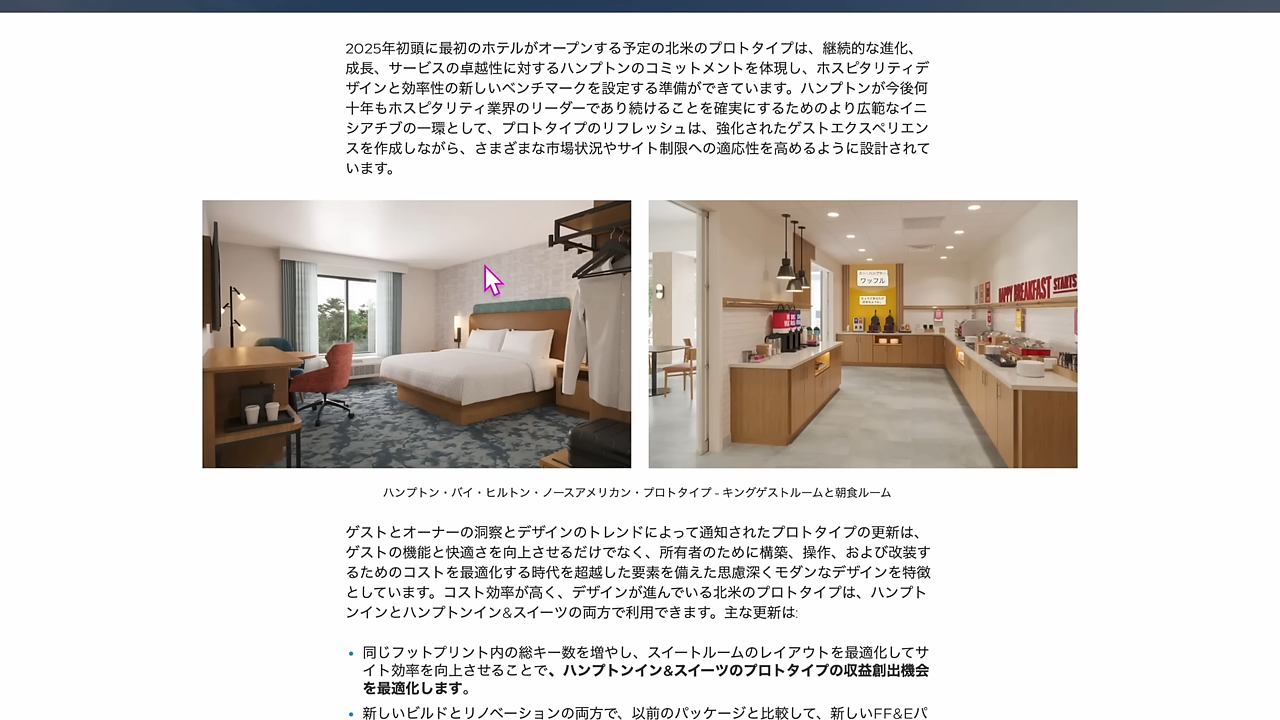 2025年初頭に最初のホテルがオープンする予定の北米のプロトタイプは、継続的な進化、
成長、サービスの卓越性に対するハンプトンのコミットメントを体現し、ホスピタリティデ
ザインと効率性の新しいベンチマークを設定する準備ができています。ハンプトンが今後何
十年もホスピタリティ業界のリーダーであり続けることを確実にするためのより広範なイニ
シアチブの一環として、プロトタイプのリフレッシュは、強化されたゲストエクスペリエン
スを作成しながら、さまざまな市場状況やサイト制限への適応性を高めるように設計されて
います。
ワッフル
HAPPY BREAKFAST STARTS
ハンプトン・バイ・ヒルトン・ノースアメリカン・プロトタイプ - キングゲストルームと朝食ルーム
ゲストとオーナーの洞察とデザインのトレンドによって通知されたプロトタイプの更新は、
ゲストの機能と快適さを向上させるだけでなく、所有者のために構築、操作、および改装す
るためのコストを最適化する時代を超越した要素を備えた思慮深くモダンなデザインを特徴
としています。コスト効率が高く、デザインが進んでいる北米のプロトタイプは、ハンプト
ンインとハンプトンイン&スイーツの両方で利用できます。主な更新は:
• 同じフットプリント内の総キー数を増やし、スイートルームのレイアウトを最適化してサ
イト効率を向上させることで、ハンプトンイン&スイーツのプロトタイプの収益創出機会
を最適化します。
• 新しいビルドとリノベーションの両方で、以前のパッケージと比較して、新しいFF&Eパ